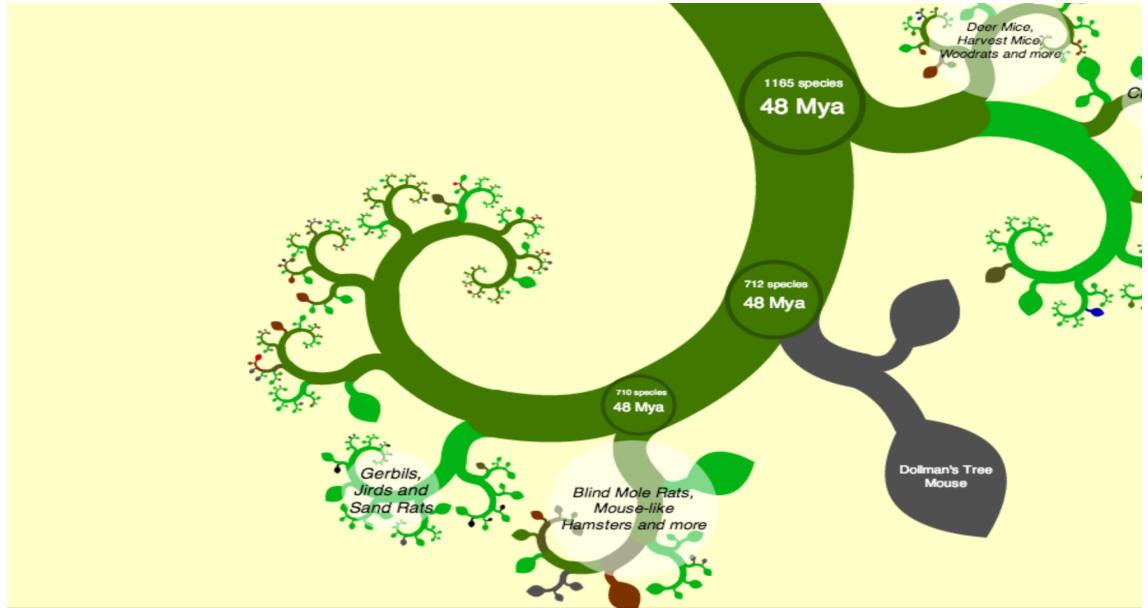 Deer Mice,
Harvest Mice,
Woodrats and more
1165 species
48 Mya
712 species
48 Mya
710 species
48 Mya
Dollman's Tree
Mouse
Gerbils,
Jirds and
Sand Rats
Blind Mole Rats,
Mouse-like
Hamsters and more